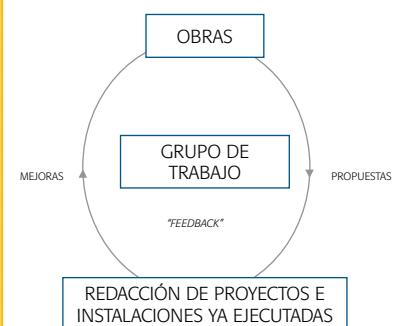 OBRAS
GRUPO DE
TRABAJO
MEJORAS
PROPUESTAS
"FEEDBACK"
REDACCIÓN DE PROYECTOS E
INSTALACIONES YA EJECUTADAS